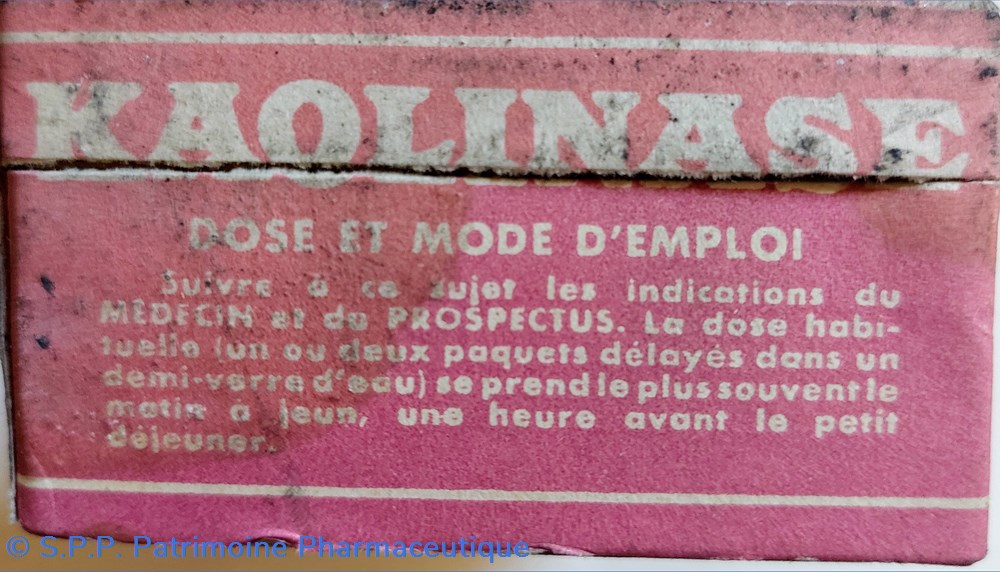 KAOLINASE
DOSE ET MODE D'EMPLOI
Suivre à ce sujet les indications du
MÉDECIN et du PROSPECTUS. La dose habi-
tuelle (un ou deux paquets délayés dans un
demi-verre d'eau) se prend le plus souvent le
matin à jeun, une heure avant le petit
déjeuner.
© S.P.P. Patrimoine Pharmaceutique